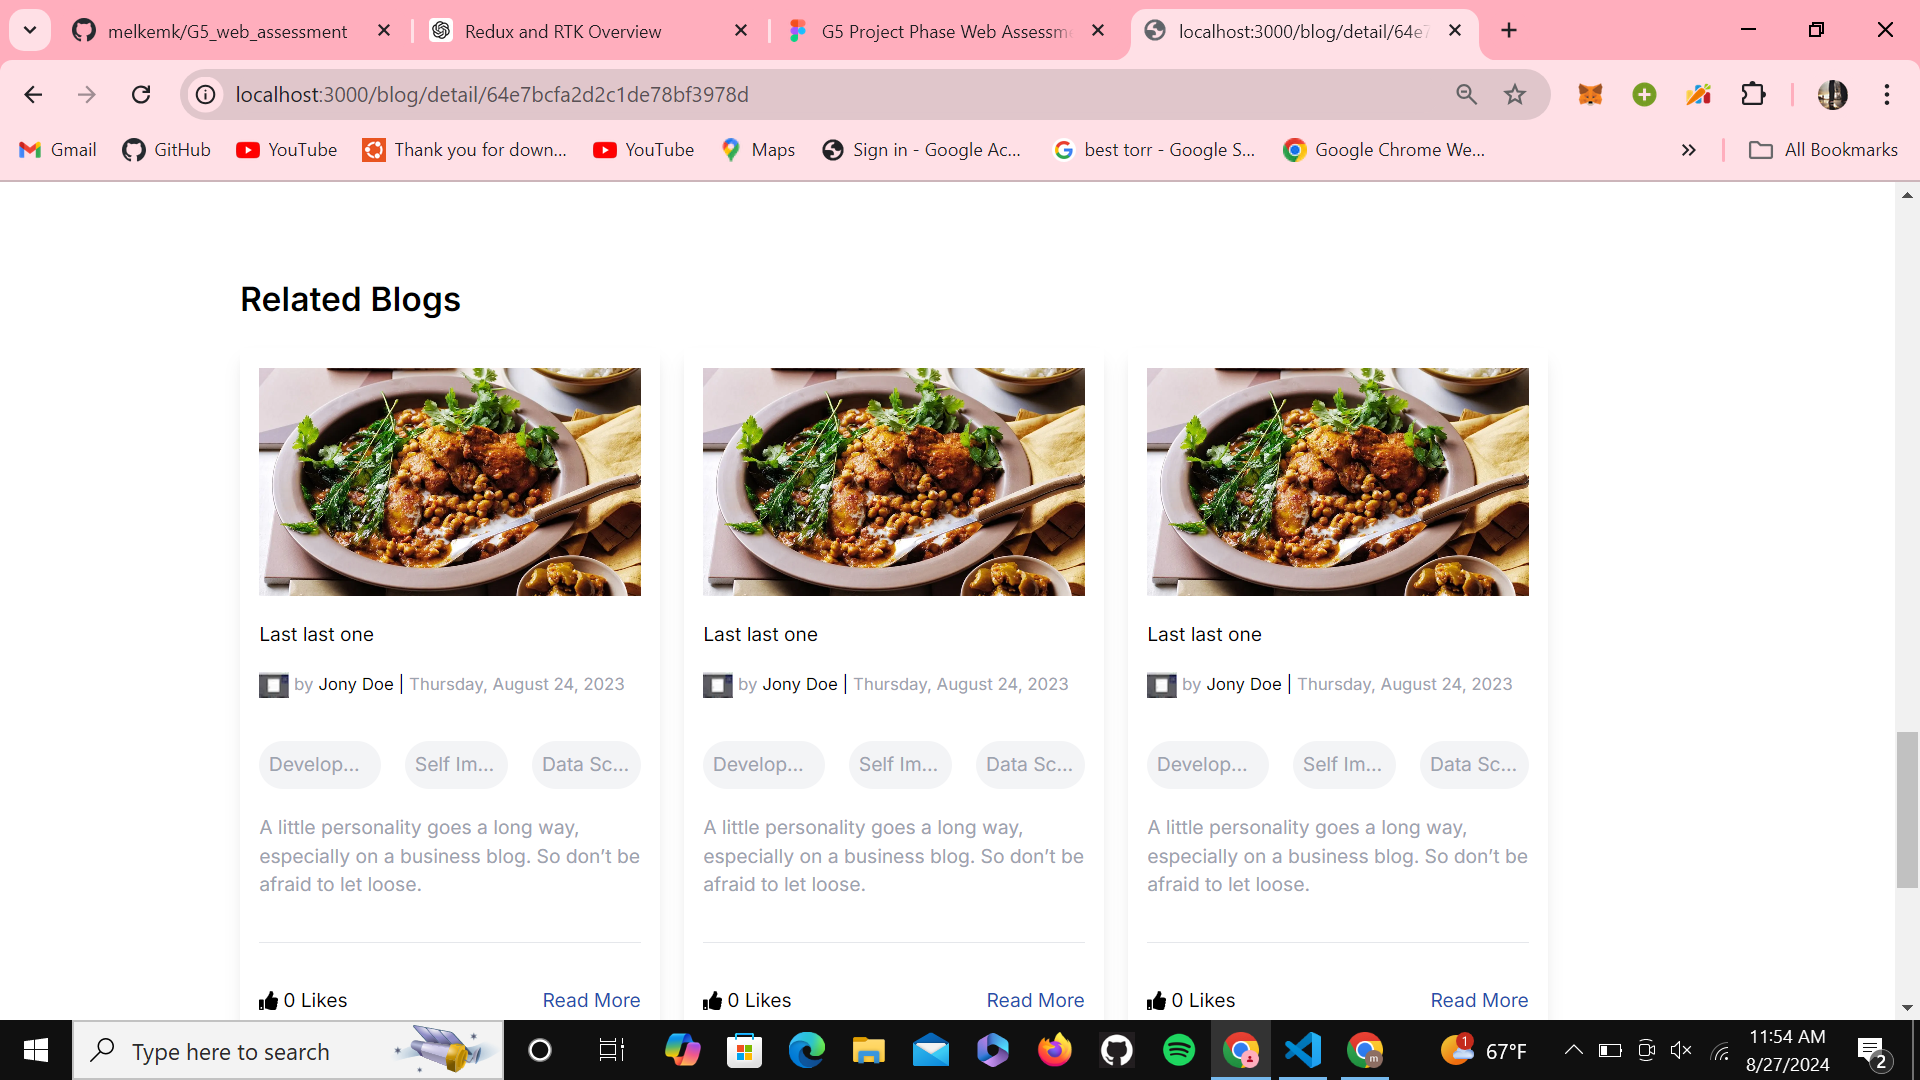 melkemk/G5_web_assessment
Redux and RTK Overview
G5 Project Phase Web Assessm
localhost:3000/blog/detail/64e7
localhost:3000/blog/detail/64e7bcfa2d2c1de78bf3978d
Gmail
GitHub
YouTube
Thank you for down...
YouTube
Maps
Sign in - Google Ac...
best torr - Google S...
Google Chrome We...
»
All Bookmarks
Related Blogs
Last last one
by Jony Doe | Thursday, August 24, 2023
Develop...
Self Im...
Data Sc...
A little personality goes a long way,
especially on a business blog. So don’t be
afraid to let loose.
0 Likes
Read More
Last last one
by Jony Doe | Thursday, August 24, 2023
Develop...
Self Im...
Data Sc...
A little personality goes a long way,
especially on a business blog. So don’t be
afraid to let loose.
0 Likes
Read More
Last last one
by Jony Doe | Thursday, August 24, 2023
Develop...
Self Im...
Data Sc...
A little personality goes a long way,
especially on a business blog. So don’t be
afraid to let loose.
0 Likes
Read More
Type here to search
m
1
67°F
11:54 AM
8/27/2024
2